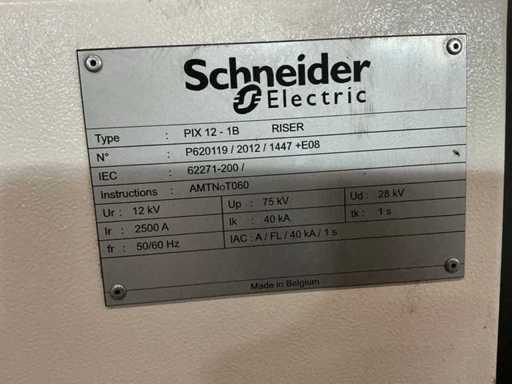 Schneider
Electric
Type : PIX 12 - 1B RISER
N° : P620119 / 2012 / 1447 +E08
IEC : 62271-200 /
Instructions : AMTNoT060
Ur : 12 kV Up : 75 kV Ud : 28 kV
Ir : 2500 A Ik : 40 kA tk : 1 s
fr : 50/60 Hz IAC : A / FL / 40 kA / 1 s
Made in Belgium